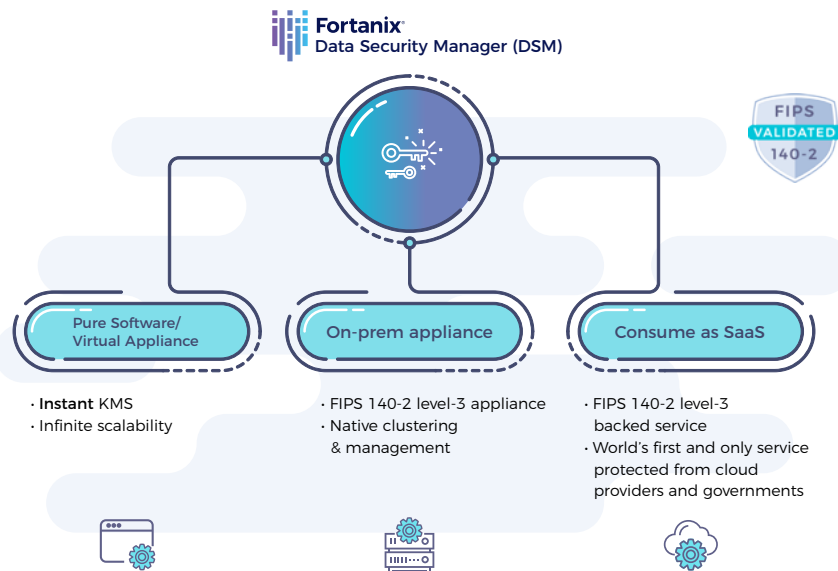 Fortanix®
Data Security Manager (DSM)
FIPS
VALIDATED
140-2
Pure Software/
Virtual Appliance
On-prem appliance
Consume as SaaS
· Instant KMS
· Infinite scalability
· FIPS 140-2 level-3 appliance
· Native clustering
& management
· FIPS 140-2 level-3
backed service
· World's first and only service
protected from cloud
providers and governments